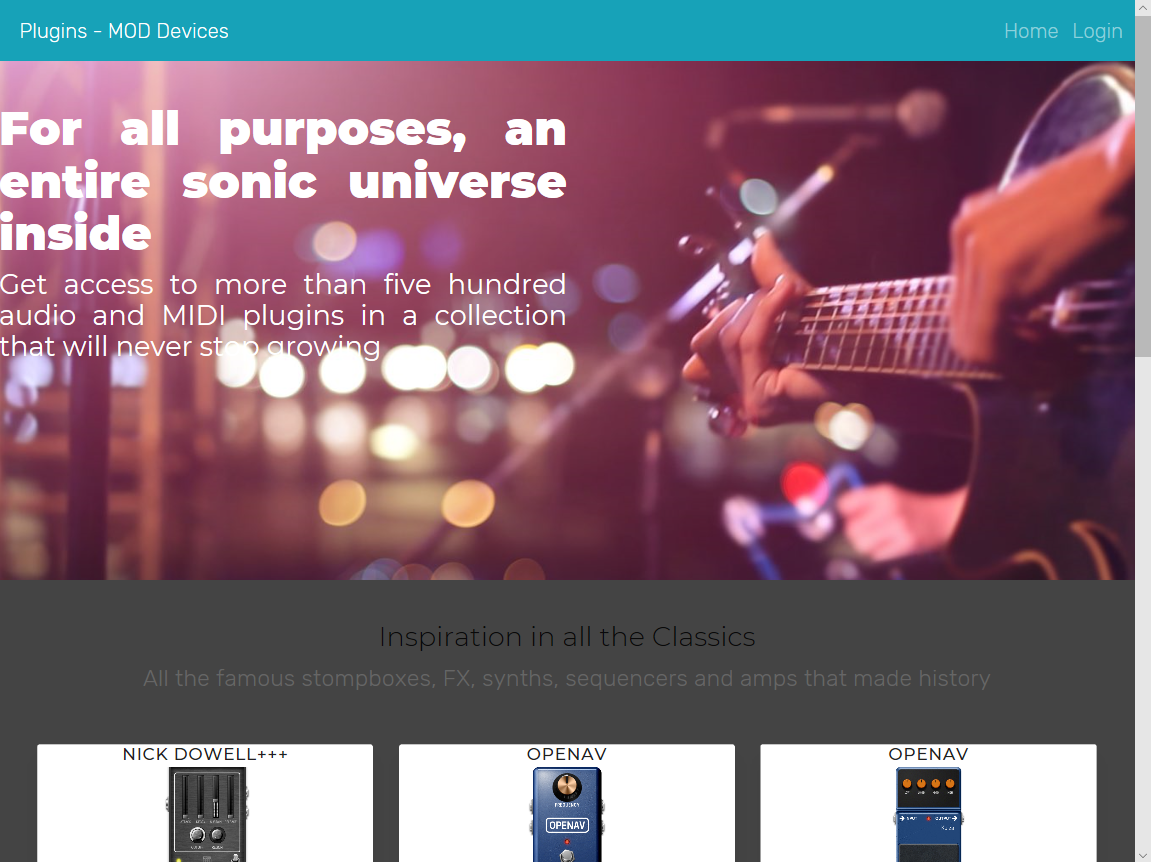 Plugins - MOD Devices
Home Login
For all purposes, an
entire sonic universe
inside
Get access to more than five hundred
audio and MIDI plugins in a collection
that will never stop growing
Inspiration in all the Classics
All the famous stompboxes, FX, synths, sequencers and amps that made history
NICK DOWELL+++
OPENAV
OPENAV
FREQUENCY
OPENAV